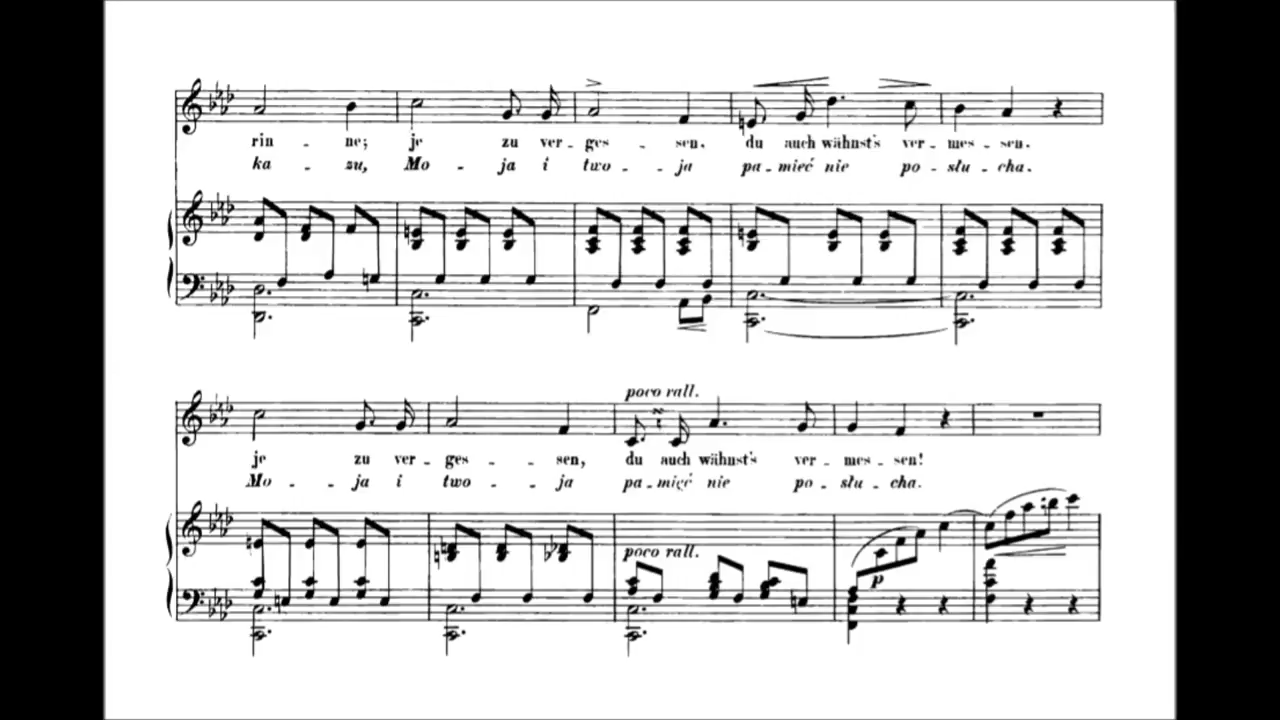 rin - ne; je zu ver - ges - sen, du auch wähnst's ver - mes - sen.
ka - zu, Mo - ja i two - ja pa - mieć nie po - słu - cha.
poco rall.
je zu ver - ges - sen, du auch wähnst's ver - mes - sen!
Mo - ja i two - ja pa - mięć nie po - słu - cha.
poco rall.
p